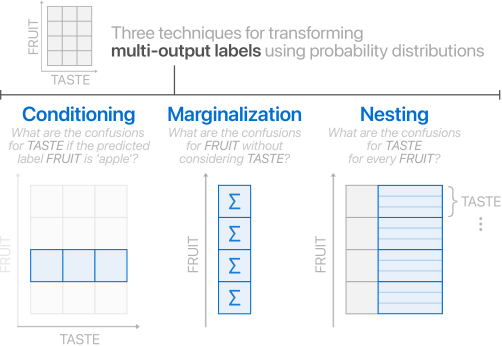 FRUIT
TASTE
Three techniques for transforming
multi-output labels using probability distributions
Conditioning
What are the confusions
for TASTE if the predicted
label FRUIT is 'apple'?
FRUIT
TASTE
Marginalization
What are the confusions
for FRUIT without
considering TASTE?
FRUIT
Σ
Σ
Σ
Σ
Nesting
What are the confusions
for TASTE
for every FRUIT?
FRUIT
TASTE
⋮